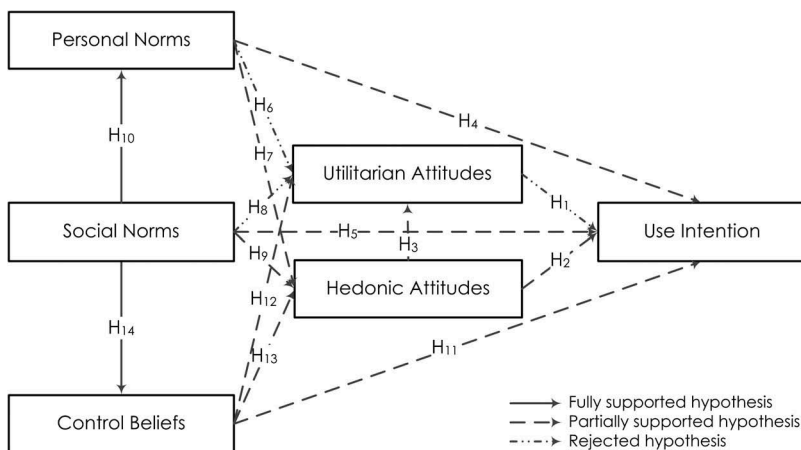 Personal Norms
H6
H4
H10
H7
Utilitarian Attitudes
H8
H1
Social Norms
H5
Use Intention
H9
H3
H2
Hedonic Attitudes
H12
H14
H13
H11
Control Beliefs
Fully supported hypothesis
Partially supported hypothesis
Rejected hypothesis